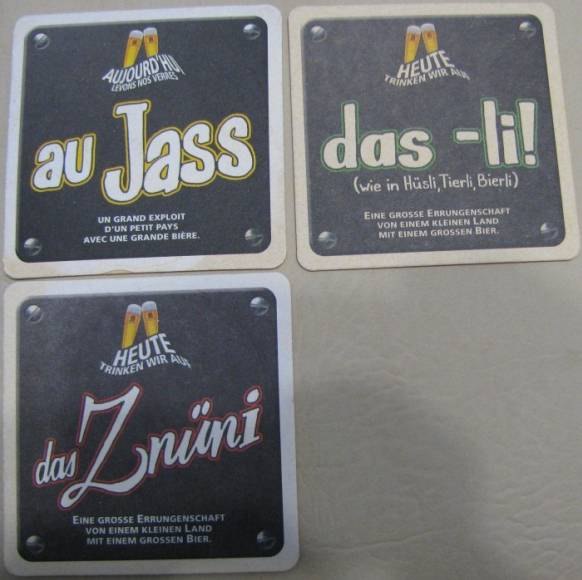 AUJOURD'HUI
LEVONS NOS VERRES
au Jass
UN GRAND EXPLOIT
D'UN PETIT PAYS
AVEC UNE GRANDE BIÈRE.
HEUTE
TRINKEN WIR AUF
das -li!
(wie in Hüsli, Tierli, Bierli)
EINE GROSSE ERRUNGENSCHAFT
VON EINEM KLEINEN LAND
MIT EINEM GROSSEN BIER.
HEUTE
TRINKEN WIR AUF
das Znüni
EINE GROSSE ERRUNGENSCHAFT
VON EINEM KLEINEN LAND
MIT EINEM GROSSEN BIER.